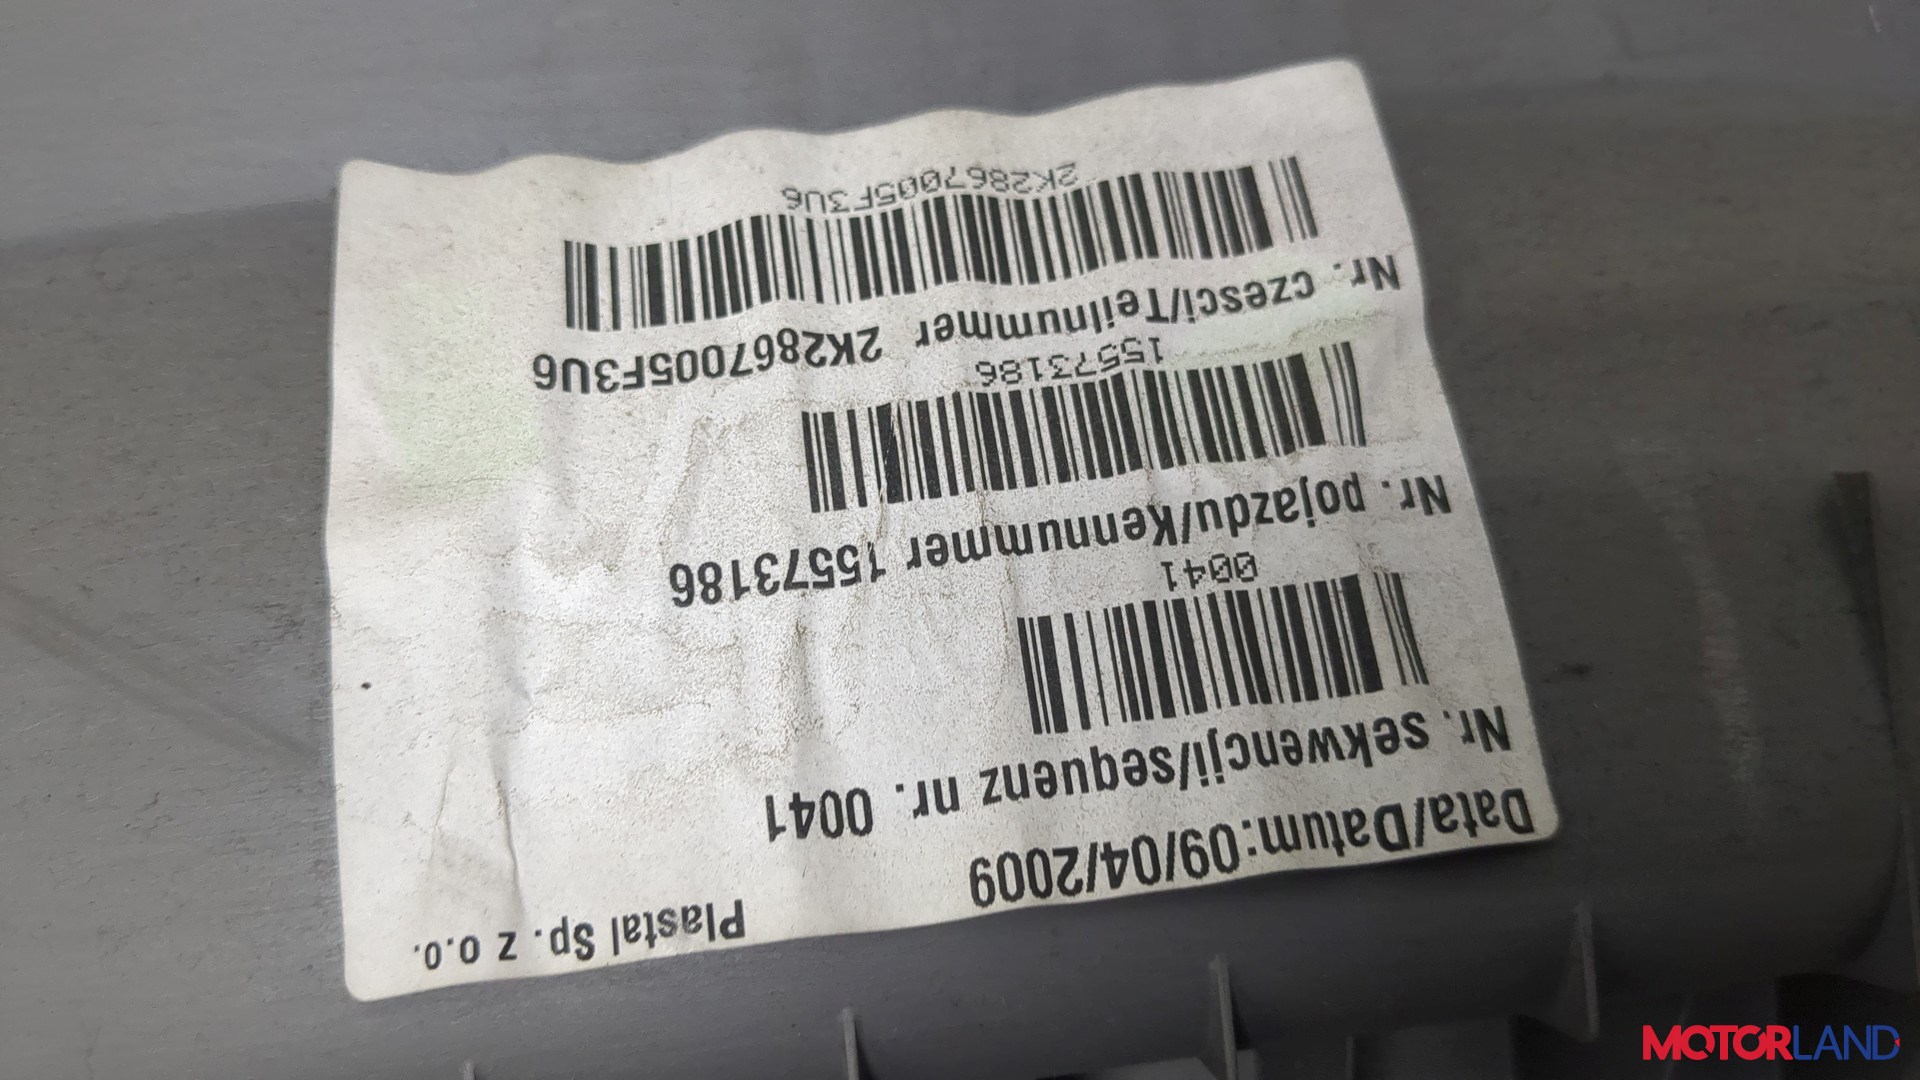 Plastal Sp. z o.o.
Data/Datum:09/04/2009
Nr. sekwencji/sequenz nr. 0041
0041
Nr. pojazdu/Kennummer 15573186
15573186
Nr. czesci/Teilnummer 2K2867005F3U6
2K2867005F3U6
MOTORLAND